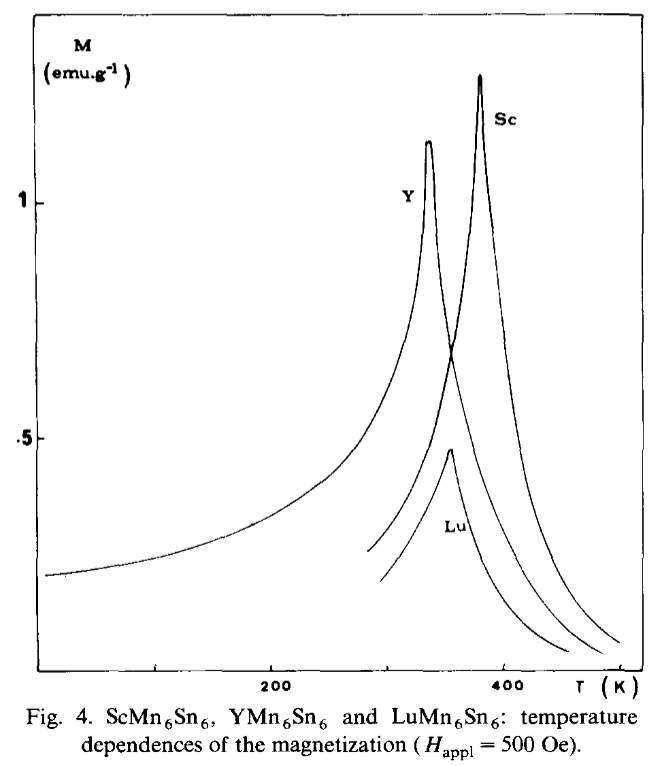 M
(emu.g⁻¹)
Sc
Y
1
.5
Lu
200
400
T (K)
Fig. 4. ScMn₆Sn₆, YMn₆Sn₆ and LuMn₆Sn₆: temperature
dependences of the magnetization (H_appl = 500 Oe).